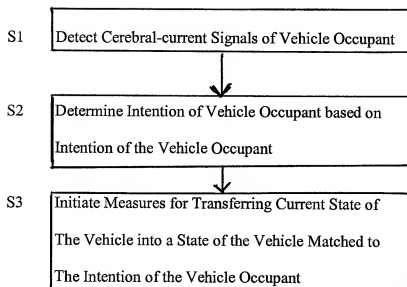 S1 Detect Cerebral-current Signals of Vehicle Occupant
S2 Determine Intention of Vehicle Occupant based on
Intention of the Vehicle Occupant
S3 Initiate Measures for Transferring Current State of
The Vehicle into a State of the Vehicle Matched to
The Intention of the Vehicle Occupant